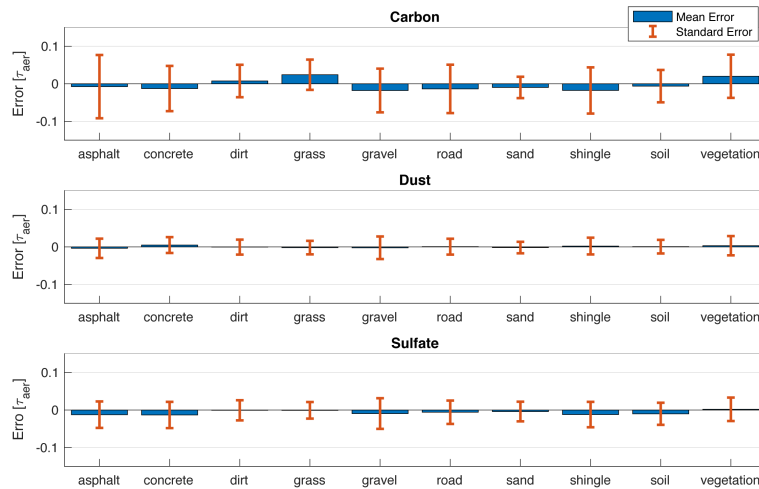 Carbon
Mean Error
Standard Error
Error [τaer]
0.1
0
-0.1
asphalt concrete dirt grass gravel road sand shingle soil vegetation
Dust
Error [τaer]
0.1
0
-0.1
asphalt concrete dirt grass gravel road sand shingle soil vegetation
Sulfate
Erro [τaer]
0.1
0
-0.1
asphalt concrete dirt grass gravel road sand shingle soil vegetation